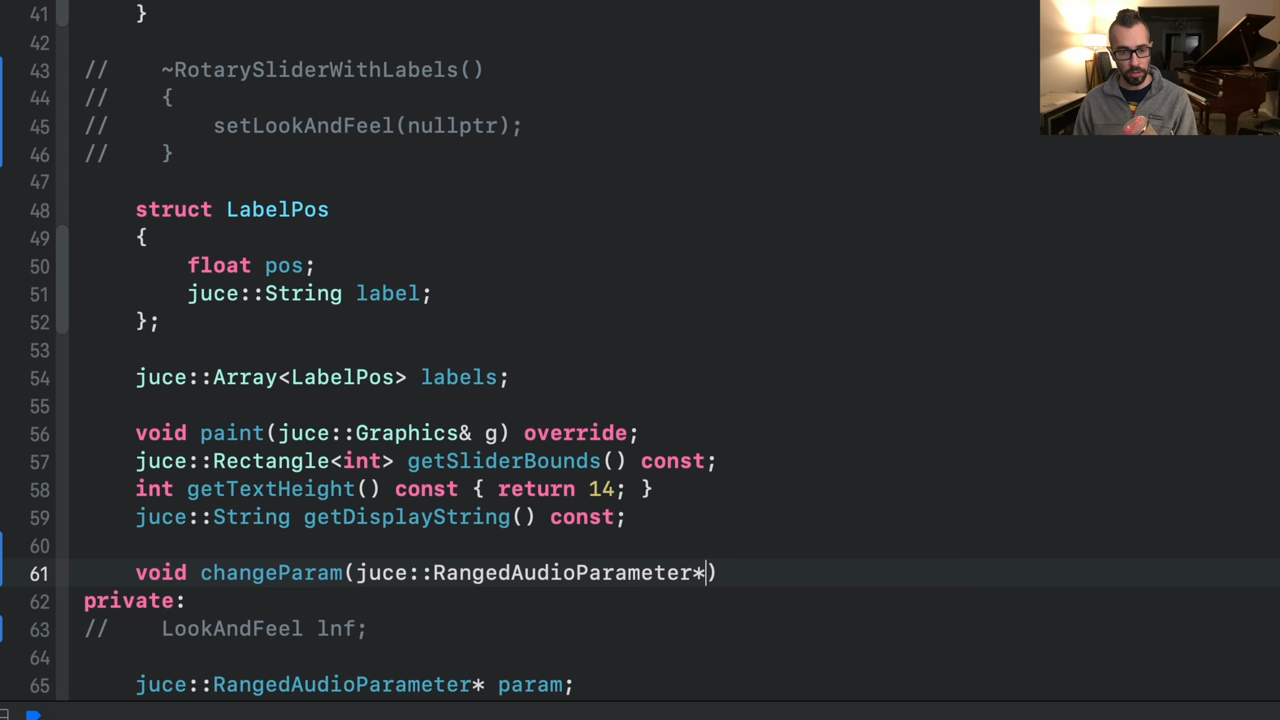 41 }
42
43 // ~RotarySliderWithLabels()
44 // {
45 // setLookAndFeel(nullptr);
46 // }
47
48 struct LabelPos
49 {
50 float pos;
51 juce::String label;
52 };
53
54 juce::Array<LabelPos> labels;
55
56 void paint(juce::Graphics& g) override;
57 juce::Rectangle<int> getSliderBounds() const;
58 int getTextHeight() const { return 14; }
59 juce::String getDisplayString() const;
60
61 void changeParam(juce::RangedAudioParameter*)
62 private:
63 // LookAndFeel lnf;
64
65 juce::RangedAudioParameter* param;